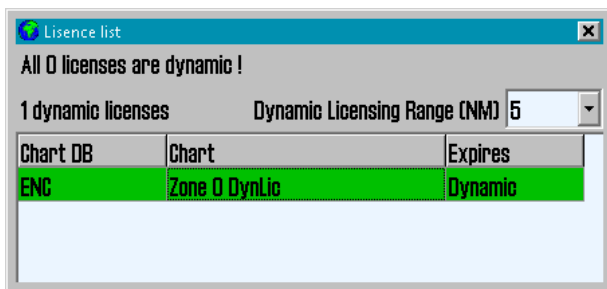 Lisence list
All 0 licenses are dynamic !
1 dynamic licenses Dynamic Licensing Range (NM) 5
Chart DB Chart Expires
ENC Zone 0 DynLic Dynamic